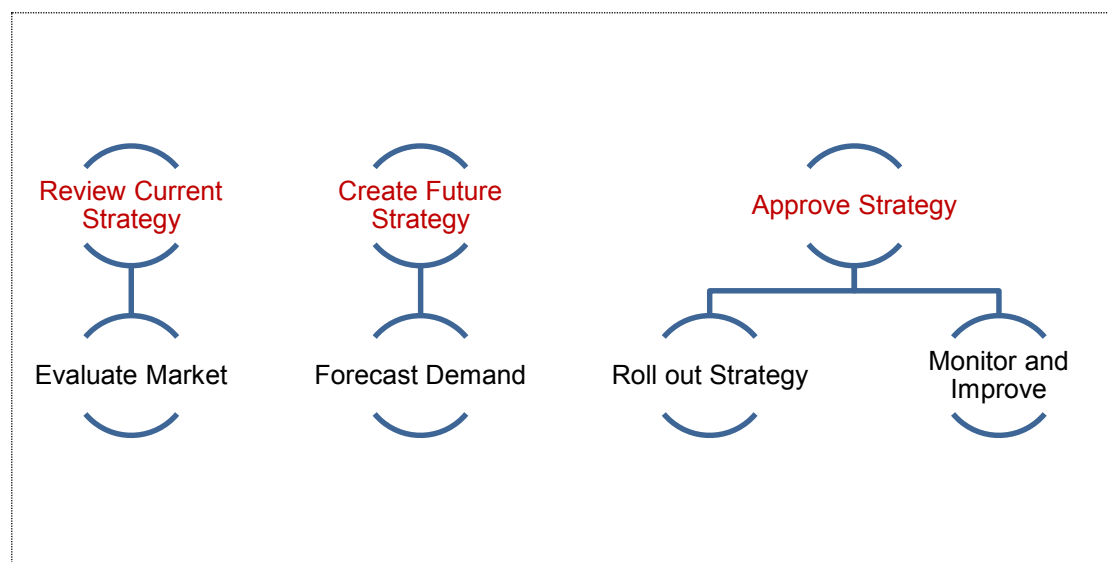 Review Current
Strategy
Create Future
Strategy
Approve Strategy
Evaluate Market
Forecast Demand
Roll out Strategy
Monitor and
Improve